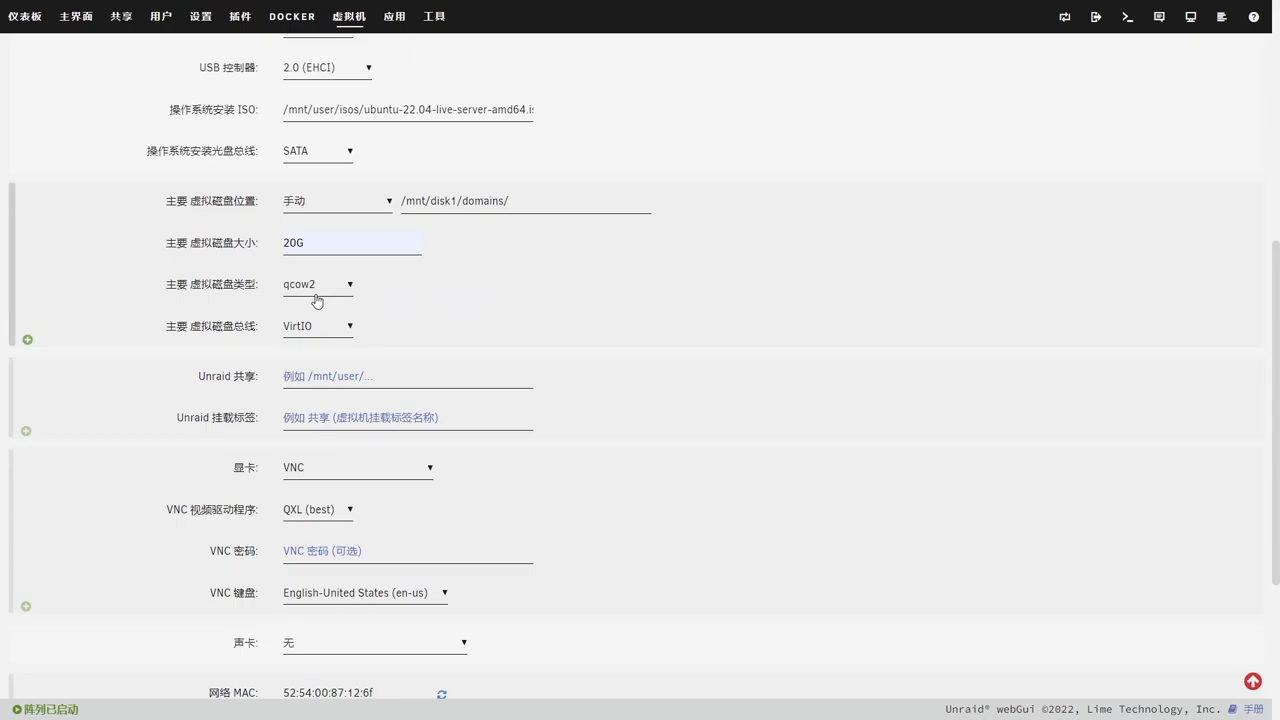 仪表板 主界面 共享 用户 设置 插件 DOCKER 虚拟机 应用 工具
USB 控制器: 2.0 (EHCI)
操作系统安装 ISO: /mnt/user/isos/ubuntu-22.04-live-server-amd64.is
操作系统安装光盘总线: SATA
主要 虚拟磁盘位置: 手动 /mnt/disk1/domains/
主要 虚拟磁盘大小: 20G
主要 虚拟磁盘类型: qcow2
主要 虚拟磁盘总线: VirtIO
Unraid 共享: 例如 /mnt/user/...
Unraid 挂载标签: 例如 共享 (虚拟机挂载标签名称)
显卡: VNC
VNC 视频驱动程序: QXL (best)
VNC 密码: VNC 密码 (可选)
VNC 键盘: English-United States (en-us)
声卡: 无
网络 MAC: 52:54:00:87:12:6f
阵列已启动 Unraid® webGui ©2022, Lime Technology, Inc. 手册